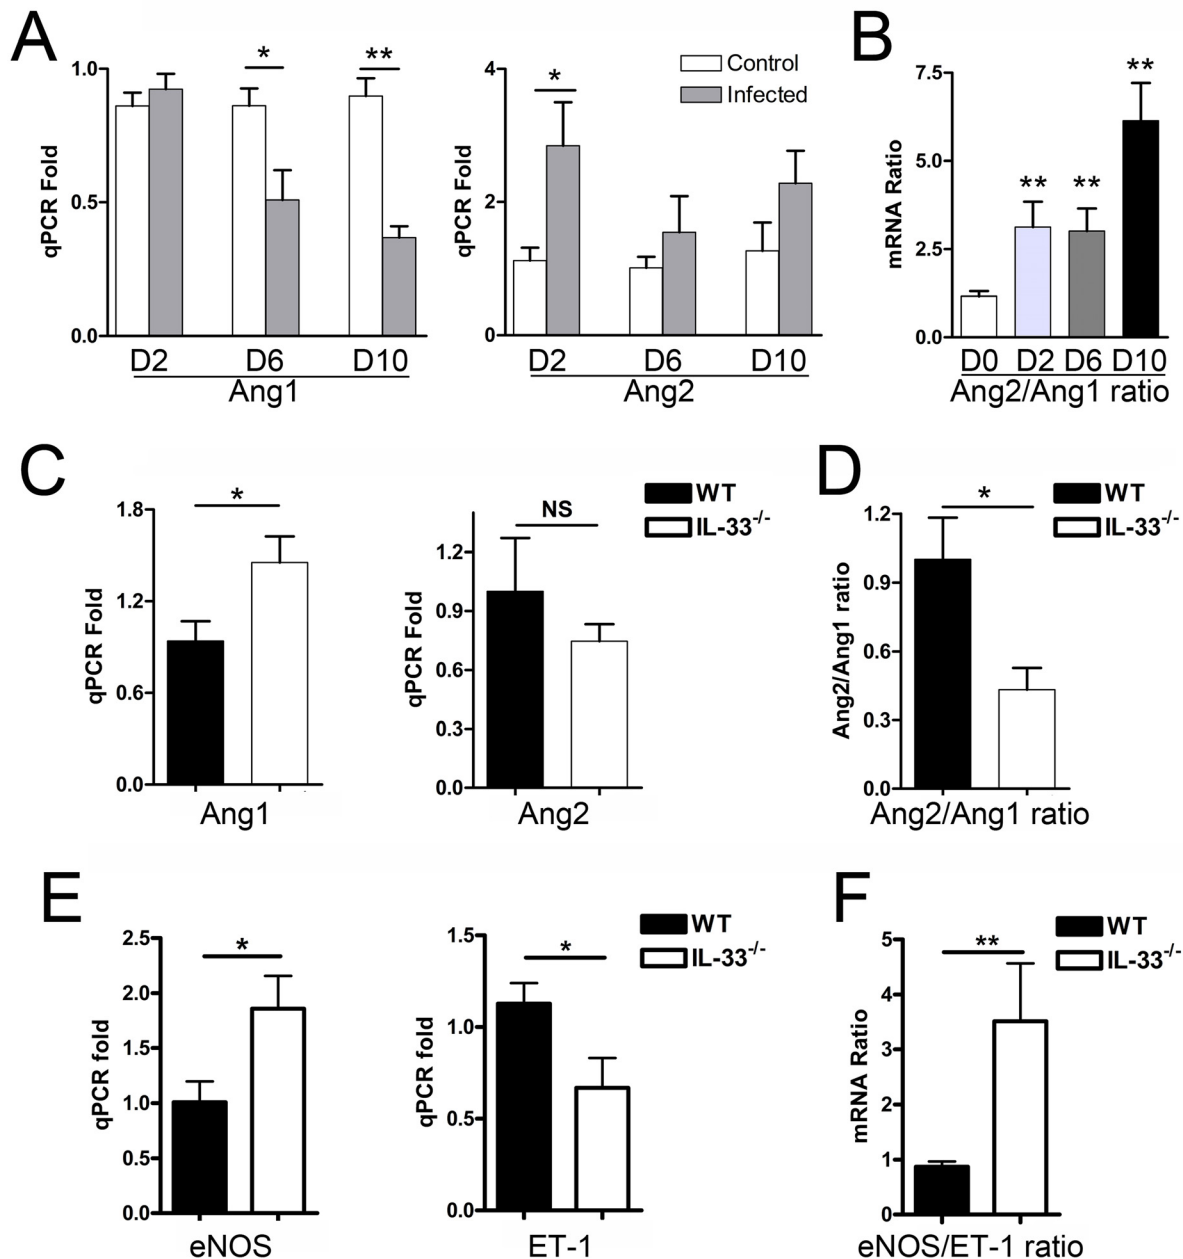 A
qPCR Fold
1.0
0.5
0.0
*
**
D2 D6 D10
Ang1
qPCR Fold
4
2
0
*
Control
Infected
D2 D6 D10
Ang2
B
mRNA Ratio
7.5
5.0
2.5
0.0
** ** **
D0 D2 D6 D10
Ang2/Ang1 ratio
C
qPCR Fold
1.8
1.2
0.6
0.0
*
Ang1
qPCR Fold
1.2
0.9
0.6
0.3
0.0
NS
WT
IL-33-/-
Ang2
D
Ang2/Ang1 ratio
1.2
0.9
0.6
0.3
0.0
*
WT
IL-33-/-
Ang2/Ang1 ratio
E
qPCR fold
2.5
2.0
1.5
1.0
0.5
0.0
*
eNOS
qPCR fold
1.5
1.0
0.5
0.0
*
WT
IL-33-/-
ET-1
F
mRNA Ratio
5
4
3
2
1
0
**
WT
IL-33-/-
eNOS/ET-1 ratio